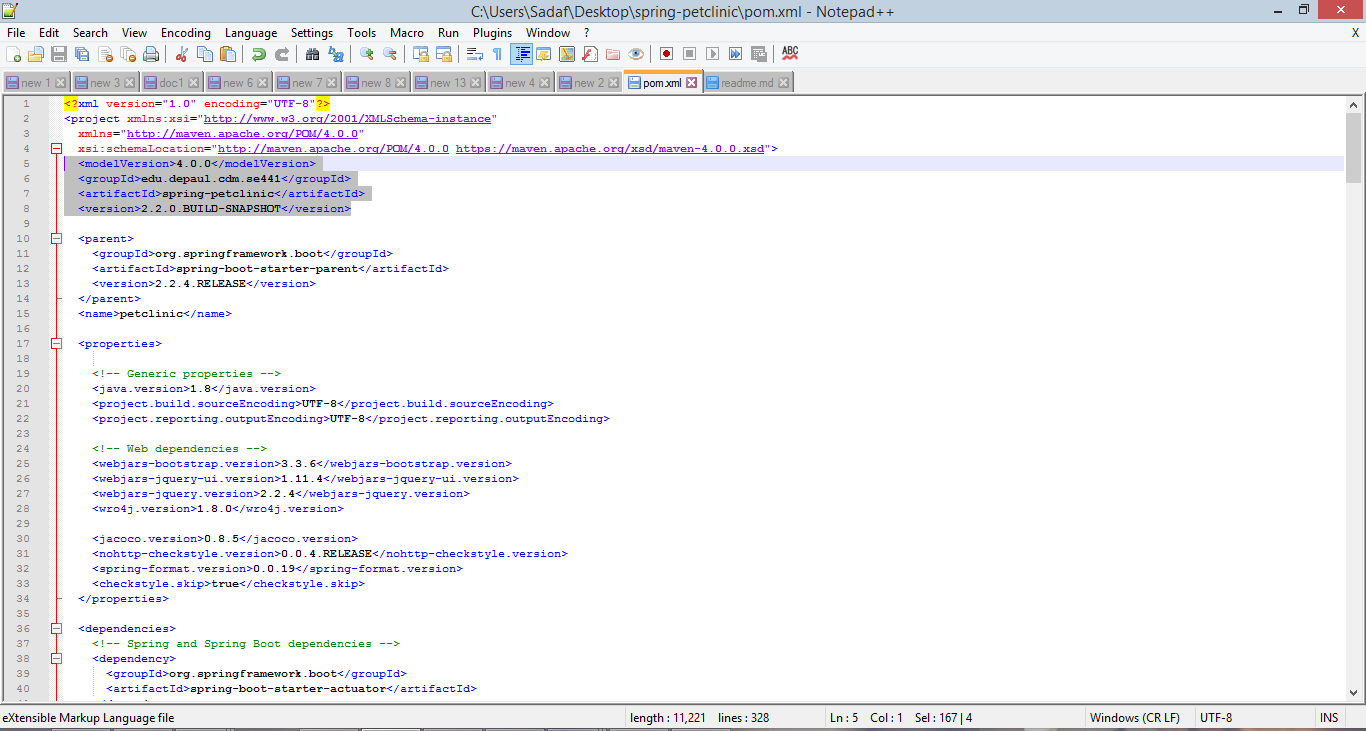 C:\Users\Sadaf\Desktop\spring-petclinic\pom.xml - Notepad++
File Edit Search View Encoding Language Settings Tools Macro Run Plugins Window ? X
new 1 new 3 doc1 new 6 new 7 new 8 new 13 new 4 new 2 pom.xml readme.md
1 <?xml version="1.0" encoding="UTF-8"?>
2 <project xmlns:xsi="http://www.w3.org/2001/XMLSchema-instance"
3 xmlns="http://maven.apache.org/POM/4.0.0"
4 xsi:schemaLocation="http://maven.apache.org/POM/4.0.0 https://maven.apache.org/xsd/maven-4.0.0.xsd">
5 <modelVersion>4.0.0</modelVersion>
6 <groupId>edu.depaul.cdm.se441</groupId>
7 <artifactId>spring-petclinic</artifactId>
8 <version>2.2.0.BUILD-SNAPSHOT</version>
9
10 <parent>
11 <groupId>org.springframework.boot</groupId>
12 <artifactId>spring-boot-starter-parent</artifactId>
13 <version>2.2.4.RELEASE</version>
14 </parent>
15 <name>petclinic</name>
16
17 <properties>
18
19 <!-- Generic properties -->
20 <java.version>1.8</java.version>
21 <project.build.sourceEncoding>UTF-8</project.build.sourceEncoding>
22 <project.reporting.outputEncoding>UTF-8</project.reporting.outputEncoding>
23
24 <!-- Web dependencies -->
25 <webjars-bootstrap.version>3.3.6</webjars-bootstrap.version>
26 <webjars-jquery-ui.version>1.11.4</webjars-jquery-ui.version>
27 <webjars-jquery.version>2.2.4</webjars-jquery.version>
28 <wro4j.version>1.8.0</wro4j.version>
29
30 <jacoco.version>0.8.5</jacoco.version>
31 <nohttp-checkstyle.version>0.0.4.RELEASE</nohttp-checkstyle.version>
32 <spring-format.version>0.0.19</spring-format.version>
33 <checkstyle.skip>true</checkstyle.skip>
34 </properties>
35
36 <dependencies>
37 <!-- Spring and Spring Boot dependencies -->
38 <dependency>
39 <groupId>org.springframework.boot</groupId>
40 <artifactId>spring-boot-starter-actuator</artifactId>
eXtensible Markup Language file length : 11,221 lines : 328 Ln : 5 Col : 1 Sel : 167 | 4 Windows (CR LF) UTF-8 INS